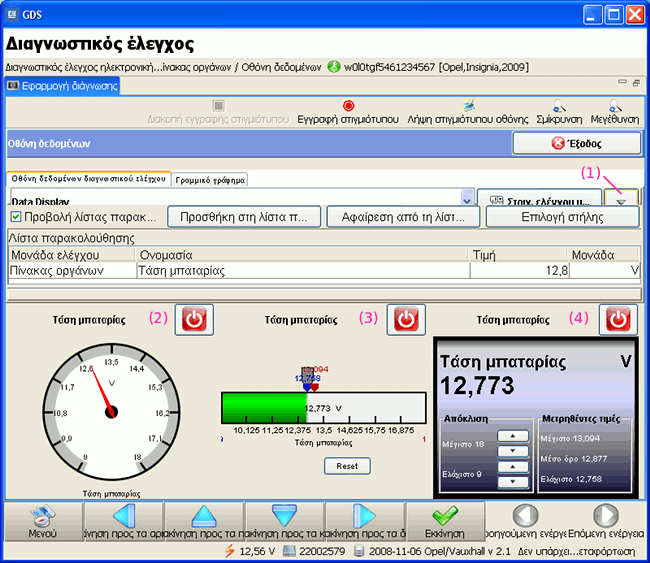 GDS
Διαγνωστικός έλεγχος
Διαγνωστικός έλεγχος ηλεκτρονική...ίνακας οργάνων / Οθόνη δεδομένων w0l0tgf5461234567 [Opel,Insignia,2009]
Εφαρμογή διάγνωσης
Διακοπή εγγραφής στιγμιότυπου Εγγραφή στιγμιότυπου Λήψη στιγμιότυπου οθόνης Σμίκρυνση Μεγέθυνση
Οθόνη δεδομένων Έξοδος
(1)
Οθόνη δεδομένων διαγνωστικού ελέγχου Γραμμικό γράφημα
Data Display Στοιχ. ελέγχου μ...
Προβολή λίστας παρακ... Προσθήκη στη λίστα π... Αφαίρεση από τη λίστ... Επιλογή στήλης
Λίστα παρακολούθησης
Μονάδα ελέγχου Ονομασία Τιμή Μονάδα
Πίνακας οργάνων Τάση μπαταρίας 12,8 V
Τάση μπαταρίας (2) Τάση μπαταρίας (3) Τάση μπαταρίας (4)
12,6 13,5 14,4
11,7 V 15,3
10,8 16,2
9,9 17,1
9 18
Τάση μπαταρίας
13,094
12,758
12,773 V
10,125 11,25 12,375 13,5 14,625 15,75 16,875
Τάση μπαταρίας
Reset
Τάση μπαταρίας V
12,773
Απόκλιση Μετρηθέντες τιμές
Μέγιστο 18 Μέγιστο 13,094
Μέσο όρο 12,877
Ελάχιστο 9 Ελάχιστο 12,758
Μενού κίνηση προς τα αρι κίνηση προς τα π ακίνηση προς τα κ κίνηση προς τα δ Εκκίνηση ροηγούμενη ενέργε Επόμενη ενέργεια
12,56 V 22002579 2008-11-06 Opel/Vauxhall v 2.1 Δεν υπάρχει...εταφόρτωση